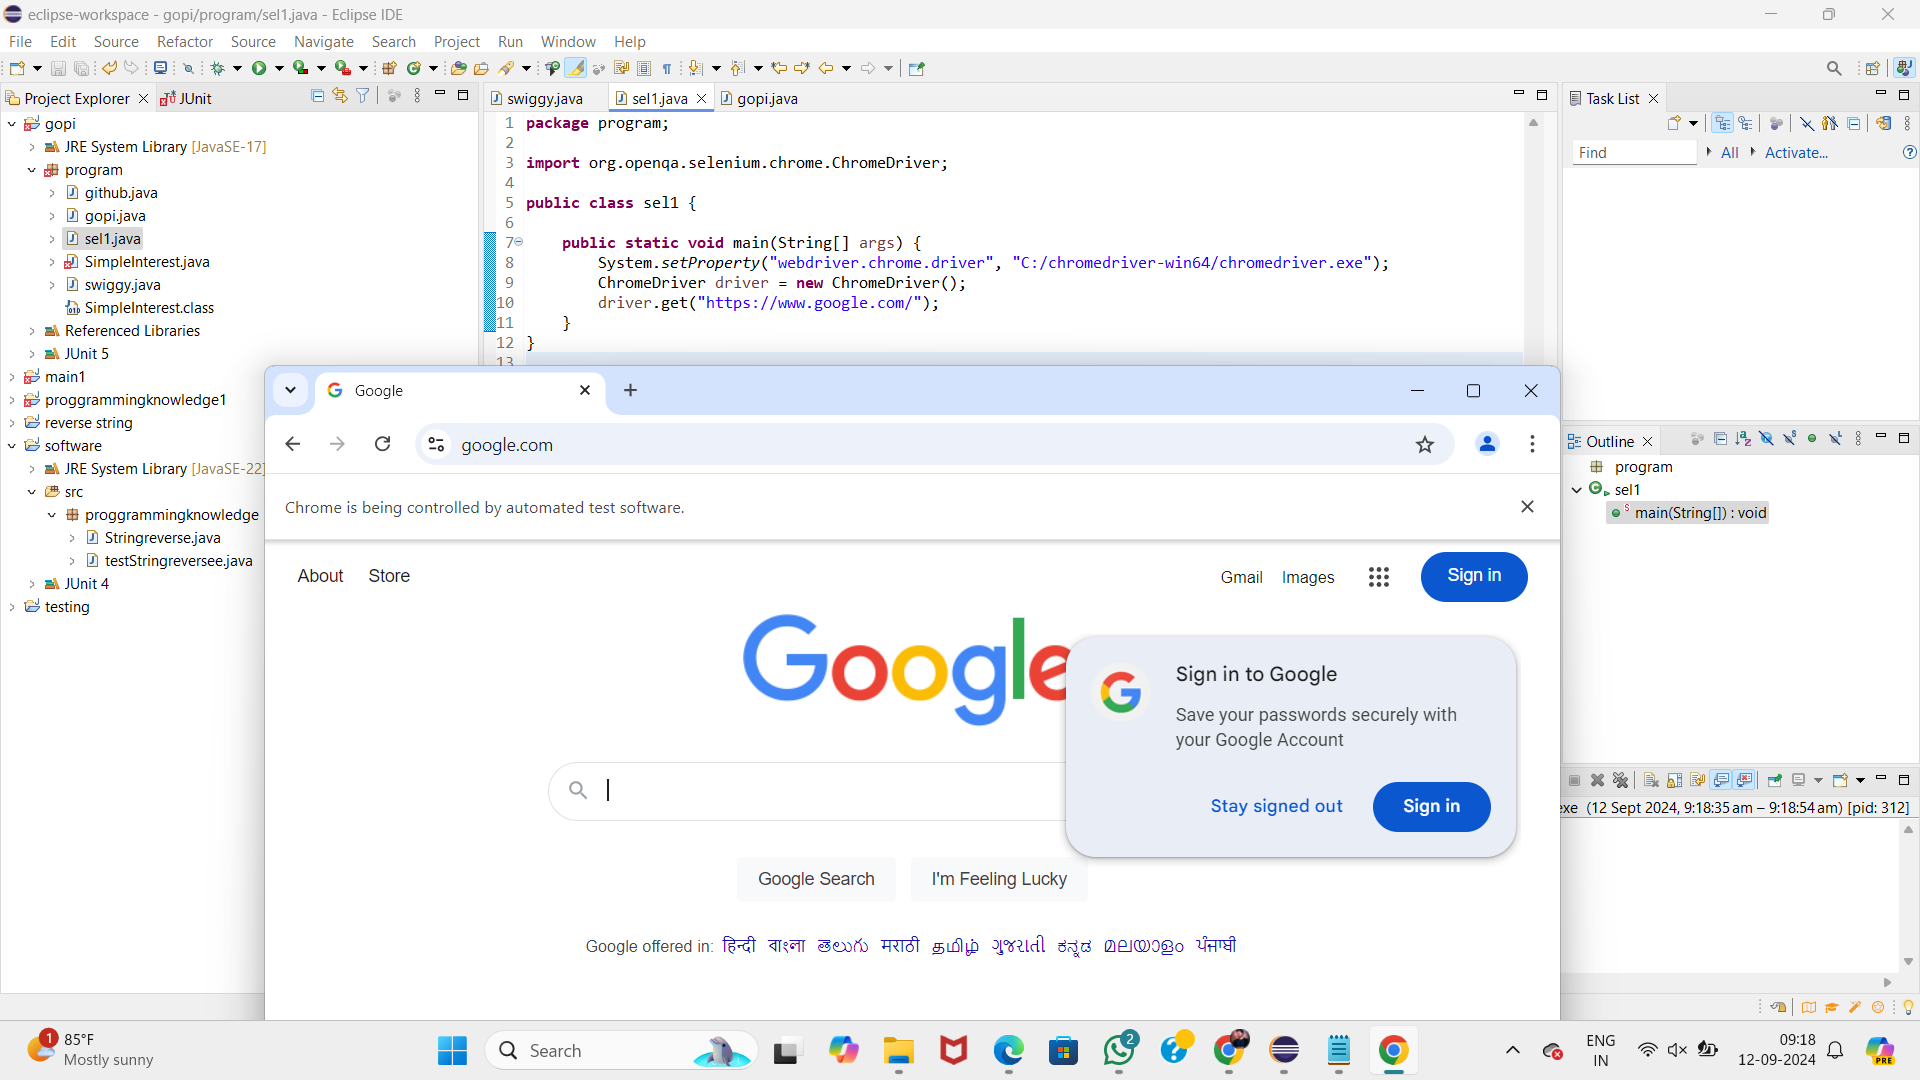 eclipse-workspace - gopi/program/sel1.java - Eclipse IDE
File Edit Source Refactor Source Navigate Search Project Run Window Help
Project Explorer
JUnit
gopi
JRE System Library [JavaSE-17]
program
github.java
gopi.java
sel1.java
SimpleInterest.java
swiggy.java
SimpleInterest.class
Referenced Libraries
JUnit 5
main1
proggrammingknowledge1
reverse string
software
JRE System Library [JavaSE-22]
src
proggrammingknowledge
Stringreverse.java
testStringreversee.java
JUnit 4
testing
swiggy.java
sel1.java
gopi.java
1 package program;
2
3 import org.openqa.selenium.chrome.ChromeDriver;
4
5 public class sel1 {
6
7 public static void main(String[] args) {
8 System.setProperty("webdriver.chrome.driver", "C:/chromedriver-win64/chromedriver.exe");
9 ChromeDriver driver = new ChromeDriver();
10 driver.get("https://www.google.com/");
11 }
12 }
13
Task List
Find
All
Activate...
Outline
program
sel1
main(String[]) : void
exe (12 Sept 2024, 9:18:35 am – 9:18:54 am) [pid: 312]
Google
google.com
Chrome is being controlled by automated test software.
About Store
Gmail Images
Sign in
Google
Sign in to Google
Save your passwords securely with
your Google Account
Stay signed out
Sign in
Google Search
I'm Feeling Lucky
Google offered in: हिन्दी বাংলা తెలుగు मराठी தமிழ் ગુજરાતી ಕನ್ನಡ മലയാളം ਪੰਜਾਬੀ
1
85°F
Mostly sunny
Search
2
PRE
ENG
IN
09:18
12-09-2024